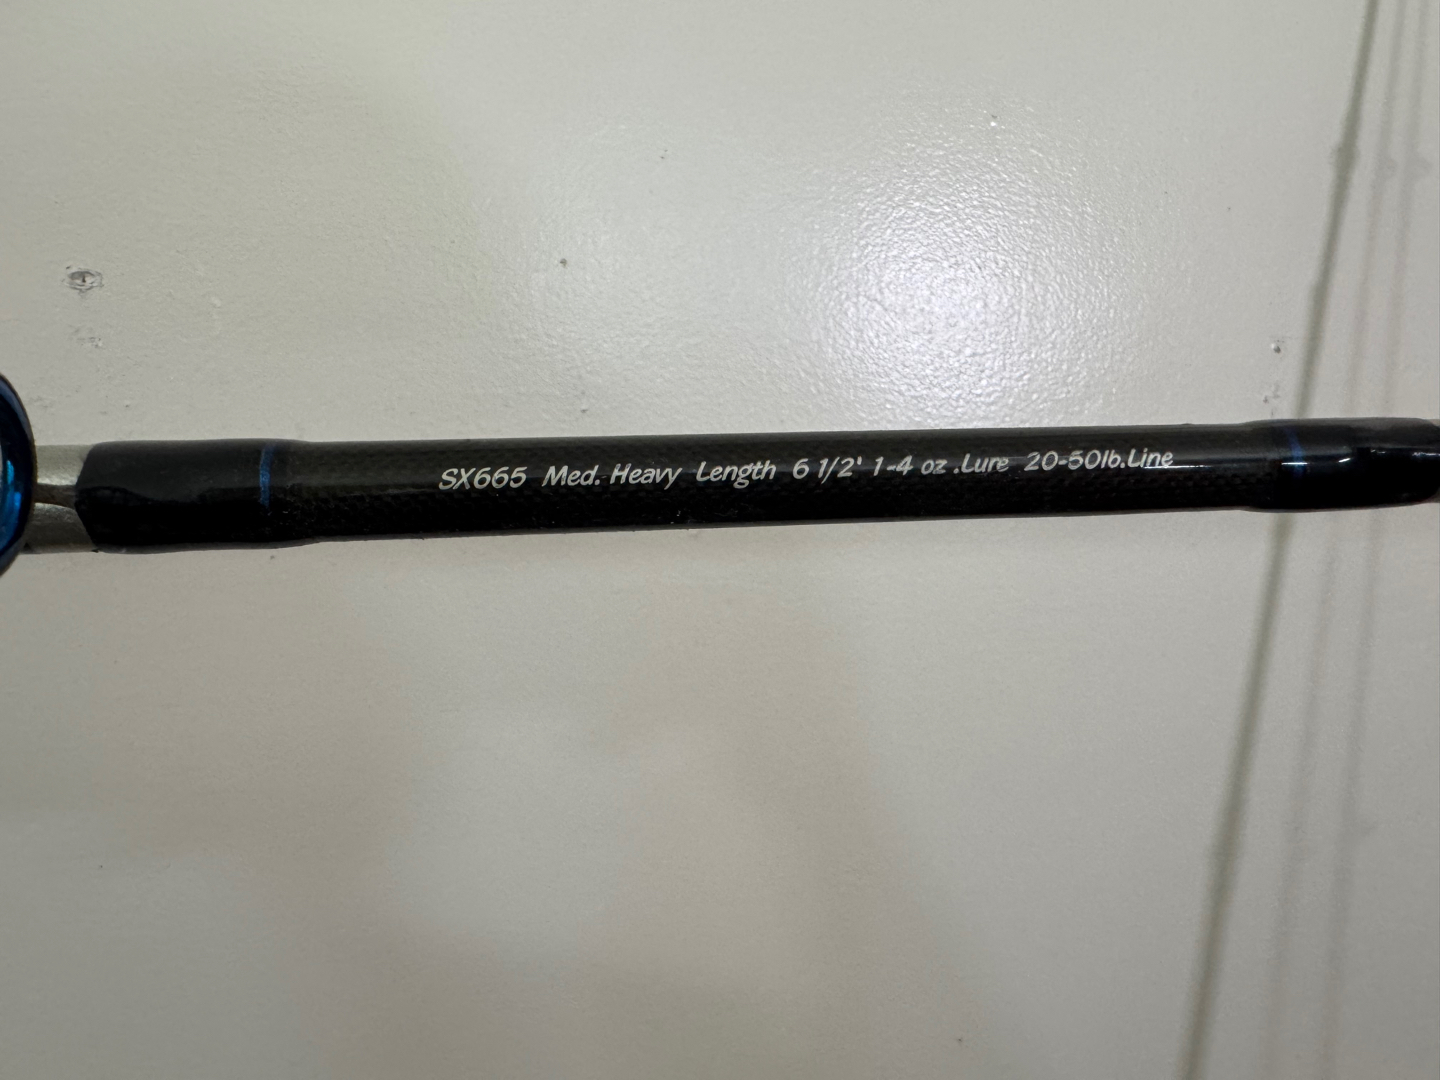 SX665 Med. Heavy Length 6 1/2' 1-4 oz .Lure 20-50lb.Line